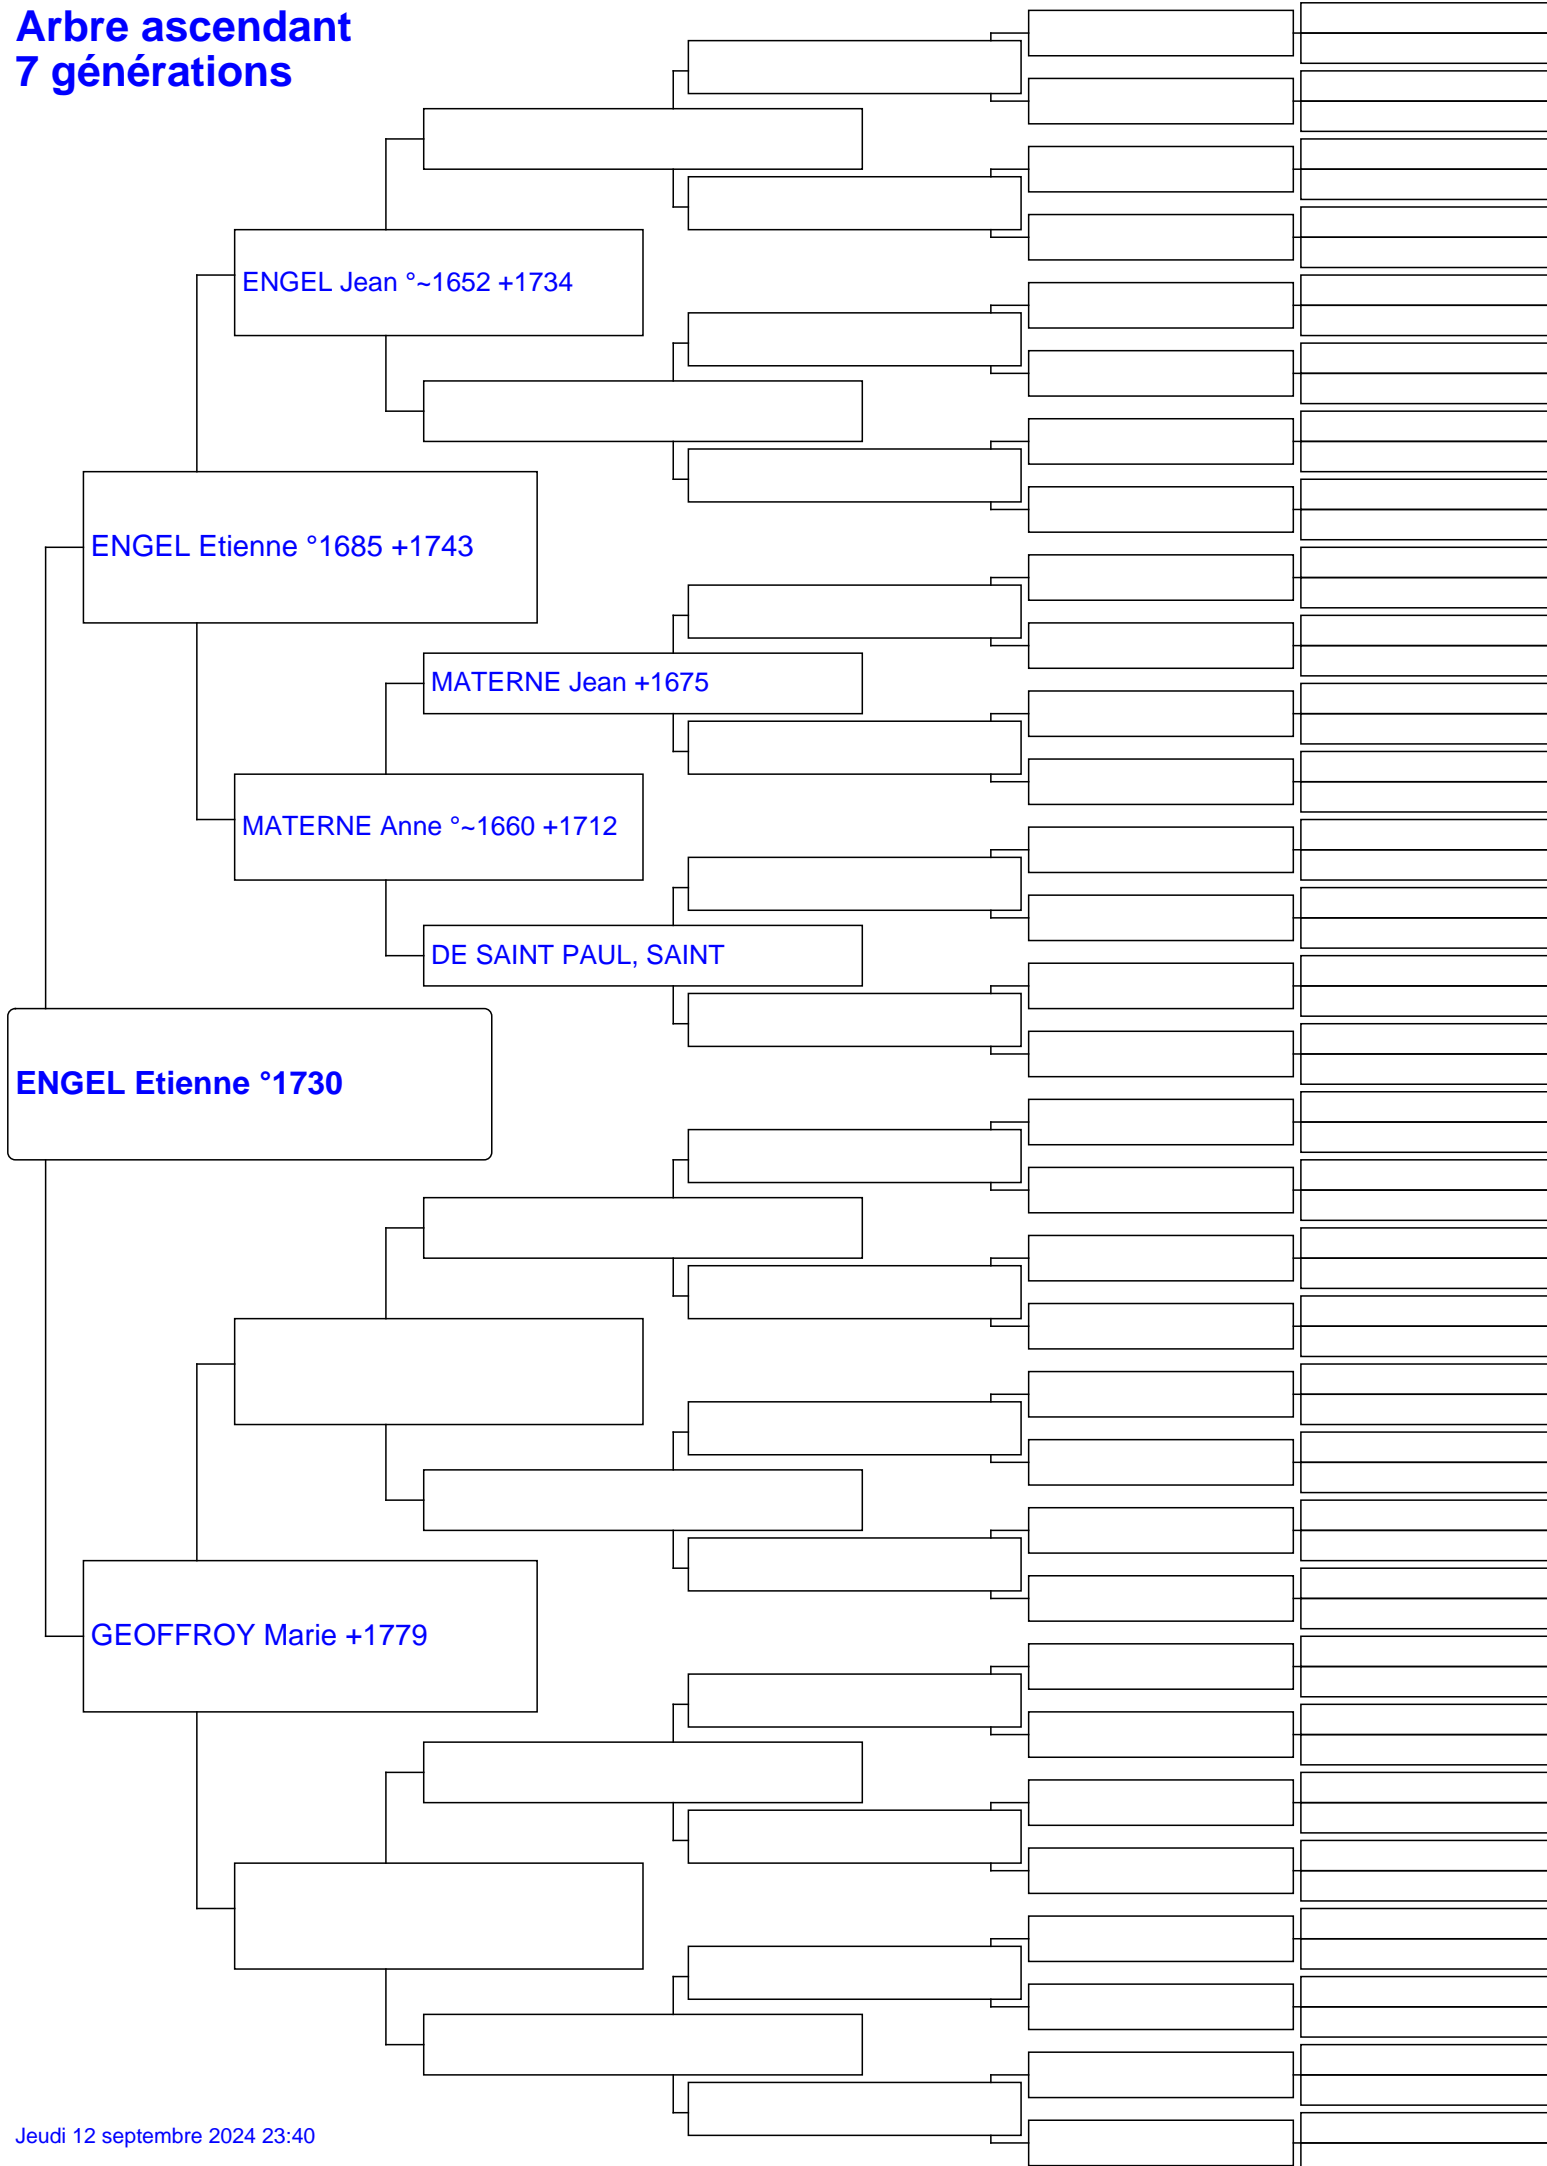 Arbre ascendant
7 générations
ENGEL Jean °~1652 +1734
ENGEL Etienne °1685 +1743
MATERNE Jean +1675
MATERNE Anne °~1660 +1712
DE SAINT PAUL, SAINT
ENGEL Etienne °1730
GEOFFROY Marie +1779
Jeudi 12 septembre 2024 23:40